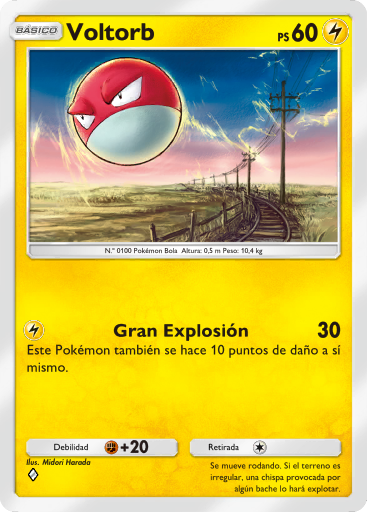 BÁSICO Voltorb PS 60
N.º 0100 Pokémon Bola Altura: 0,5 m Peso: 10,4 kg
Gran Explosión 30
Este Pokémon también se hace 10 puntos de daño a sí
mismo.
Debilidad +20 Retirada
Ilus. Midori Harada
Se mueve rodando. Si el terreno es
irregular, una chispa provocada por
algún bache lo hará explotar.